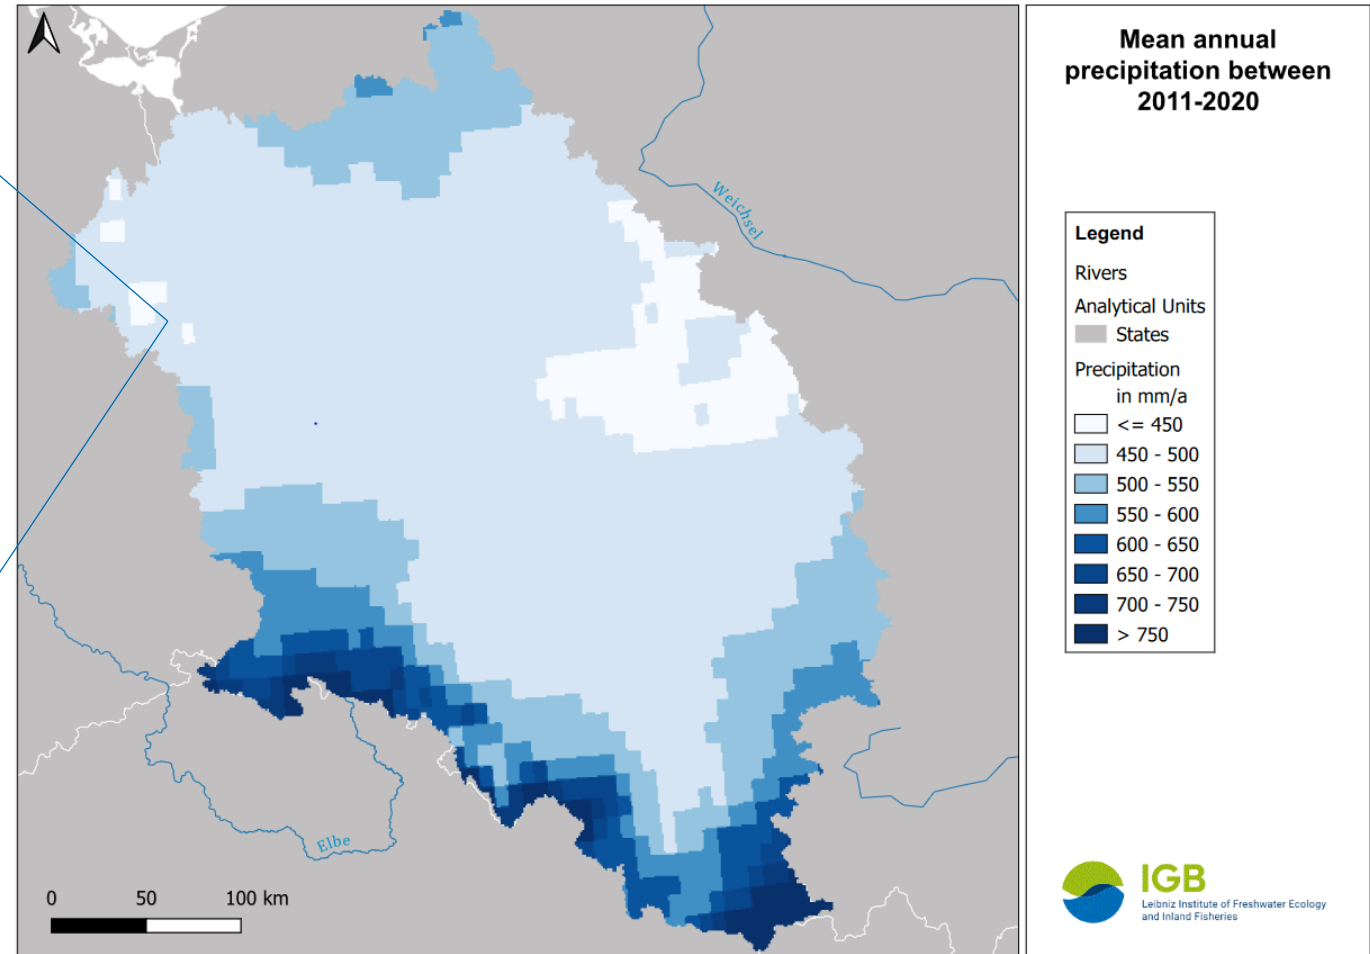 Mean annual
precipitation between
2011-2020
Weichsel
Elbe
0 50 100 km
Legend
Rivers
Analytical Units
States
Precipitation
in mm/a
<= 450
450 - 500
500 - 550
550 - 600
600 - 650
650 - 700
700 - 750
> 750
IGB
Leibniz Institute of Freshwater Ecology
and Inland Fisheries